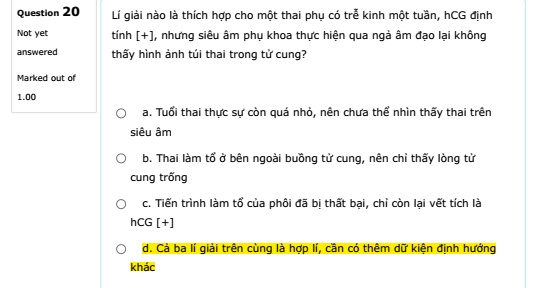 Question 20
Not yet
answered
Marked out of
1.00
Lí giải nào là thích hợp cho một thai phụ có trễ kinh một tuần, hCG định
tính [+], nhưng siêu âm phụ khoa thực hiện qua ngả âm đạo lại không
thấy hình ảnh túi thai trong tử cung?
a. Tuổi thai thực sự còn quá nhỏ, nên chưa thể nhìn thấy thai trên
siêu âm
b. Thai làm tổ ở bên ngoài buồng tử cung, nên chỉ thấy lòng tử
cung trống
c. Tiến trình làm tổ của phôi đã bị thất bại, chỉ còn lại vết tích là
hCG [+]
d. Cả ba lí giải trên cùng là hợp lí, cần có thêm dữ kiện định hướng
khác